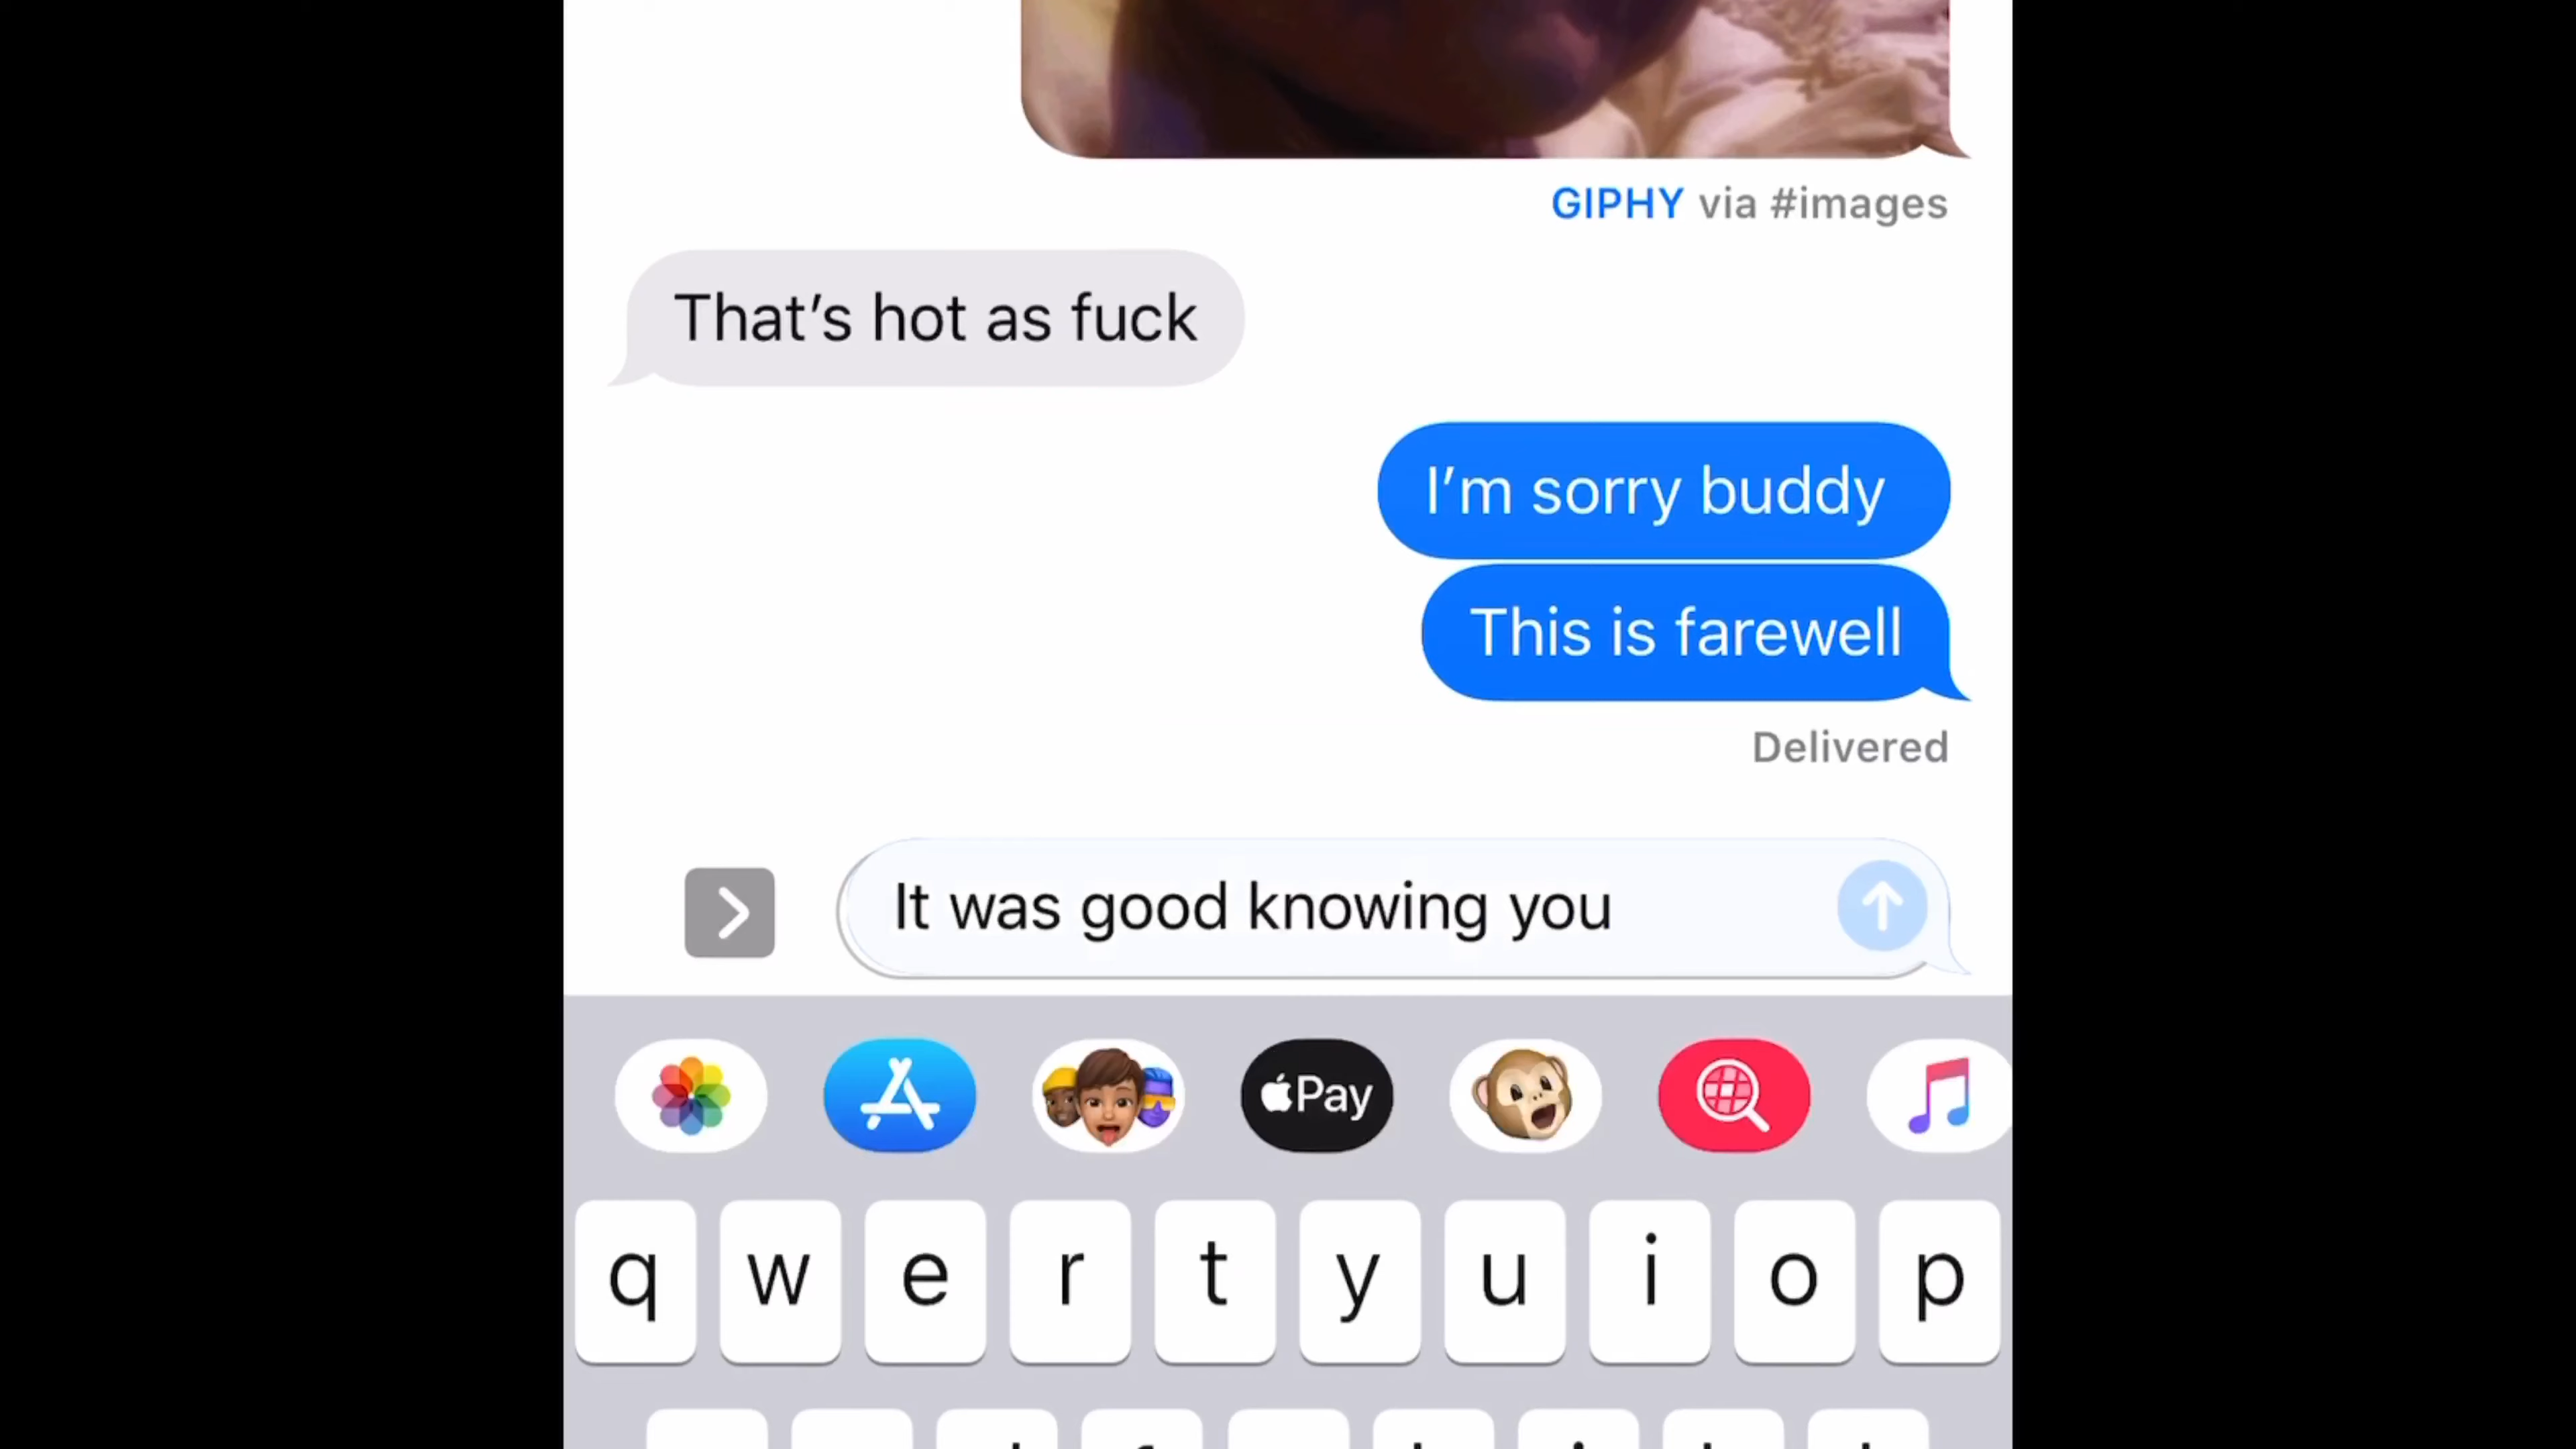 GIPHY via #images
That’s hot as fuck
I’m sorry buddy
This is farewell
Delivered
It was good knowing you
Pay
q w e r t y u i o p